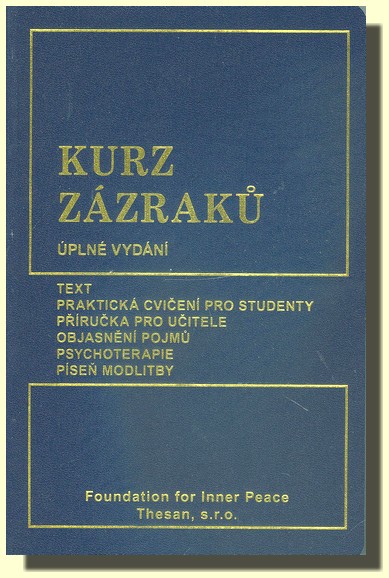 KURZ
ZÁZRAKŮ
ÚPLNÉ VYDÁNÍ
TEXT
PRAKTICKÁ CVIČENÍ PRO STUDENTY
PŘÍRUČKA PRO UČITELE
OBJASNĚNÍ POJMŮ
PSYCHOTERAPIE
PÍSEŇ MODLITBY
Foundation for Inner Peace
Thesan, s.r.o.